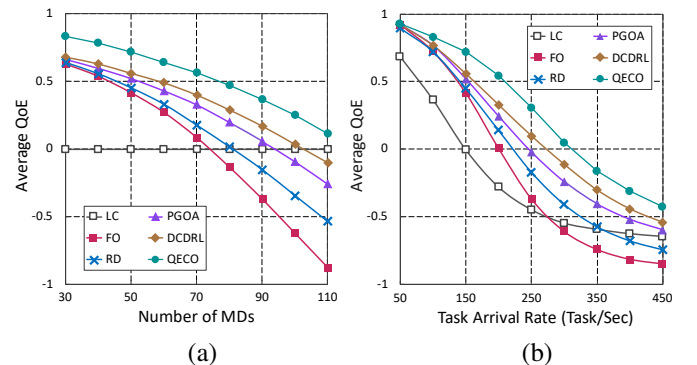 1
0.5
0
-0.5
-1
Average QoE
LC PGOA
FO DCDRL
RD QECO
30 50 70 90 110
Number of MDs
(a)
1
0.5
0
-0.5
-1
Average QoE
LC PGOA
FO DCDRL
RD QECO
50 150 250 350 450
Task Arrival Rate (Task/Sec)
(b)